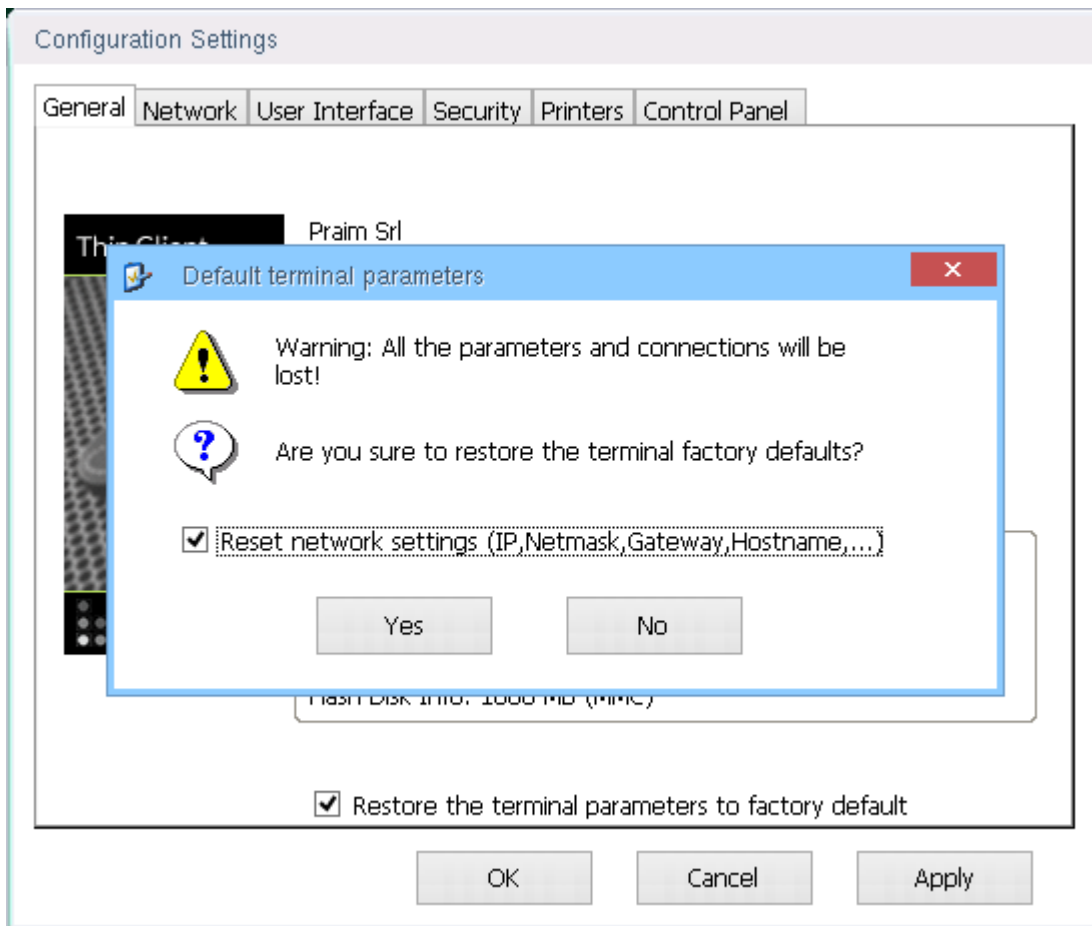 Configuration Settings
General
Network
User Interface
Security
Printers
Control Panel
Praim Srl
Default terminal parameters
Warning: All the parameters and connections will be
lost!
Are you sure to restore the terminal factory defaults?
Reset network settings (IP,Netmask,Gateway,Hostname,...)
Yes
No
Restore the terminal parameters to factory default
OK
Cancel
Apply